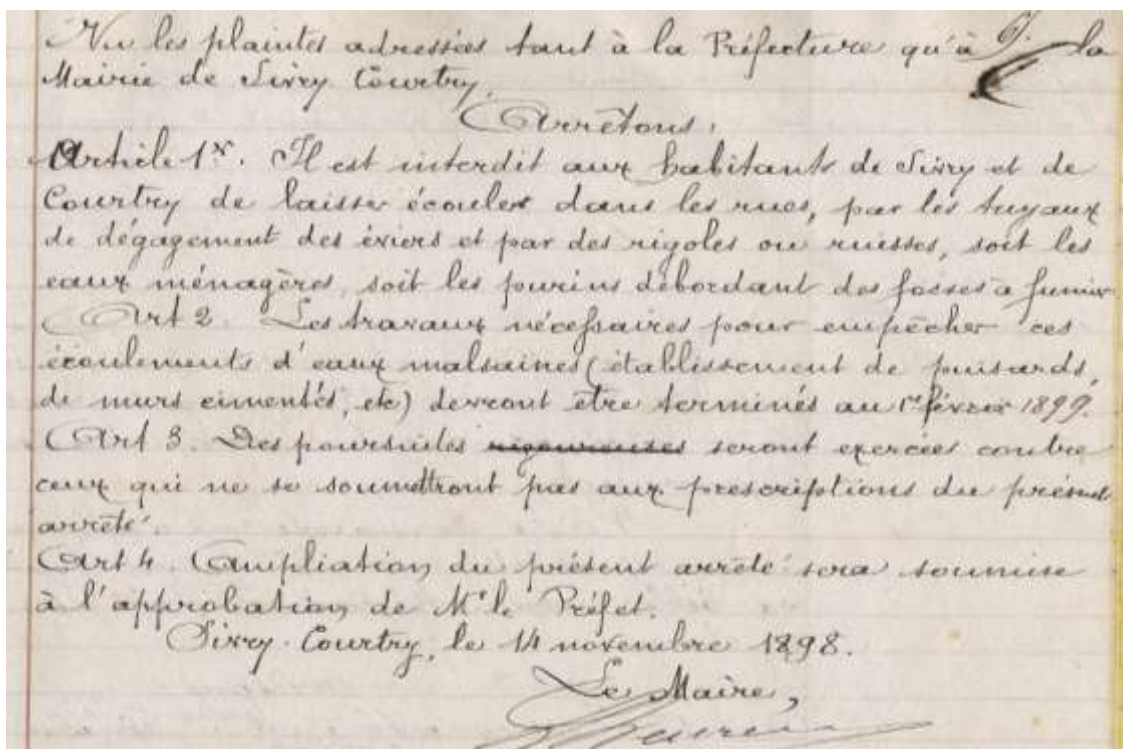 Vu les plaintes adressées tant à la Préfecture qu'à la
Mairie de Sivry Courtry,
Arrêtons:
Article 1er. Il est interdit aux habitants de Sivry et de
Courtry de laisser écouler dans les rues, par les tuyaux
de dégagement des éviers et par des rigoles ou ruisses, soit les
eaux ménagères, soit les purins débordant des fosses à fumier.
Art 2. Les travaux nécessaires pour empêcher ces
écoulements d'eaux malsaines (établissement de puisards,
de murs cimentés, etc) devront être terminés au 1er février 1899.
Art 3. Des poursuites rigoureuses seront exercées contre
ceux qui ne se soumettront pas aux prescriptions du présent
arrêté.
Art 4. Ampliation du présent arrêté sera soumise
à l'approbation de Mr le Préfet.
Sivry-Courtry, le 14 novembre 1898.
Le Maire,